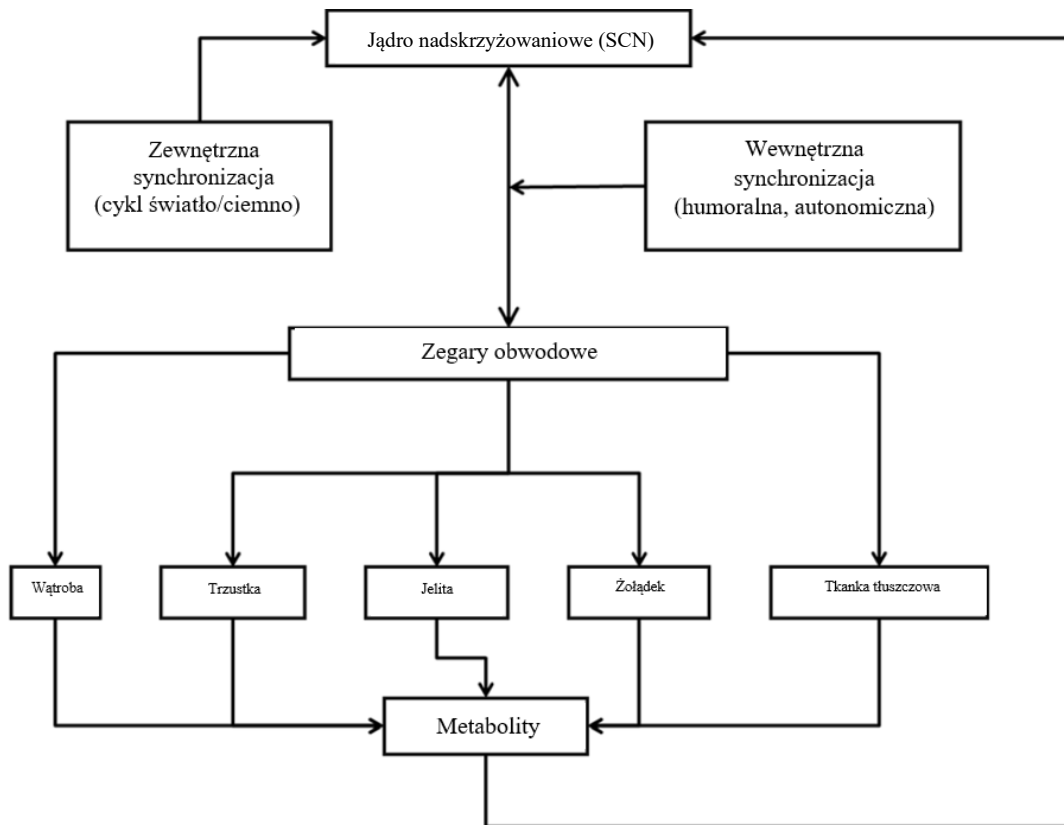 Jądro nadskrzyżowaniowe (SCN)
Zewnętrzna
synchronizacja
(cykl światło/ciemno)
Wewnętrzna
synchronizacja
(humoralna, autonomiczna)
Zegary obwodowe
Wątroba
Trzustka
Jelita
Żołądek
Tkanka tłuszczowa
Metabolity